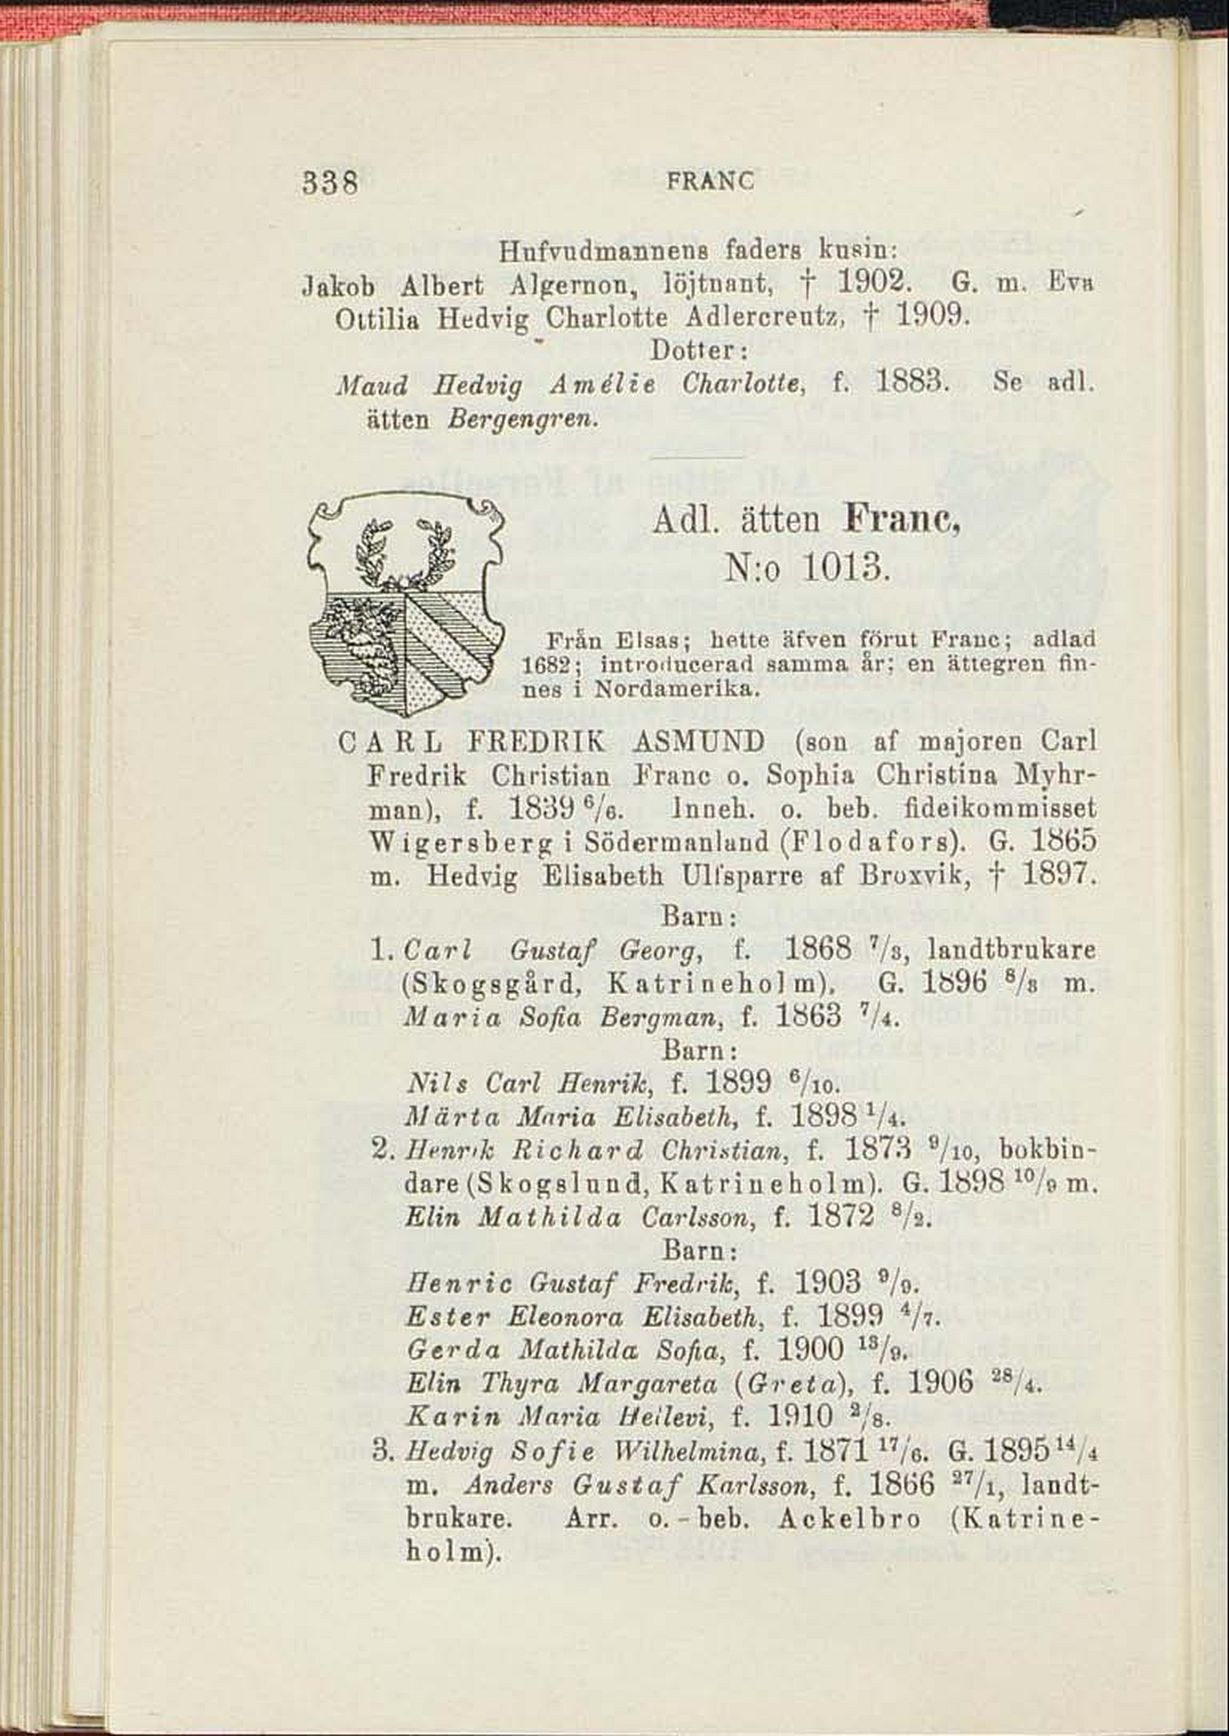 338 FRANC
Hufvudmannens faders kusin:
Jakob Albert Algernon, löjtnant, † 1902. G. m. Eva
Ottilia Hedvig Charlotte Adlercreutz, † 1909.
Dotter:
Maud Hedvig Amélie Charlotte, f. 1883. Se adl.
ätten Bergengren.
Adl. ätten Franc,
N:o 1013.
Från Elsas; hette äfven förut Franc; adlad
1682; introducerad samma år; en ättegren fin-
nes i Nordamerika.
CARL FREDRIK ASMUND (son af majoren Carl
Fredrik Christian Franc o. Sophia Christina Myhr-
man), f. 1839 6/6. Inneh. o. beb. fideikommisset
Wigersberg i Södermanland (Flodafors). G. 1865
m. Hedvig Elisabeth Ulfsparre af Broxvik, † 1897.
Barn:
1. Carl Gustaf Georg, f. 1868 7/3, landtbrukare
(Skogsgård, Katrineholm). G. 1896 8/8 m.
Maria Sofia Bergman, f. 1863 7/4.
Barn:
Nils Carl Henrik, f. 1899 6/10.
Märta Maria Elisabeth, f. 1898 1/4.
2. Henrik Richard Christian, f. 1873 9/10, bokbin-
dare (Skogslund, Katrineholm). G. 1898 10/9 m.
Elin Mathilda Carlsson, f. 1872 8/2.
Barn:
Henric Gustaf Fredrik, f. 1903 9/9.
Ester Eleonora Elisabeth, f. 1899 4/7.
Gerda Mathilda Sofia, f. 1900 13/9.
Elin Thyra Margareta (Greta), f. 1906 28/4.
Karin Maria Heilevi, f. 1910 2/8.
3. Hedvig Sofie Wilhelmina, f. 1871 17/6. G. 1895 14/4
m. Anders Gustaf Karlsson, f. 1866 27/1, landt-
brukare. Arr. o. - beb. Ackelbro (Katrine-
holm).